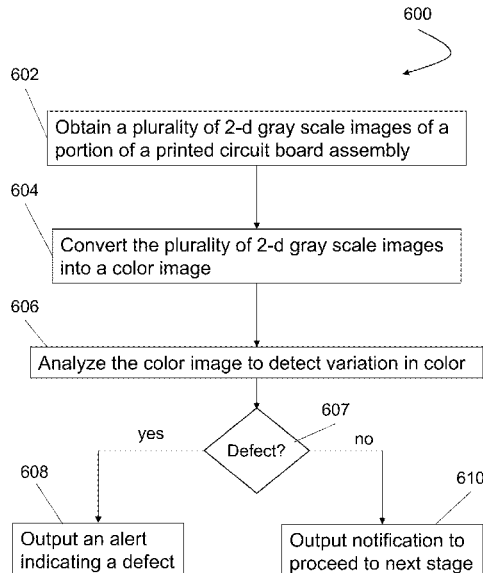 600
602
Obtain a plurality of 2-d gray scale images of a
portion of a printed circuit board assembly
604
Convert the plurality of 2-d gray scale images
into a color image
606
Analyze the color image to detect variation in color
607
yes
Defect?
no
608
610
Output an alert
indicating a defect
Output notification to
proceed to next stage